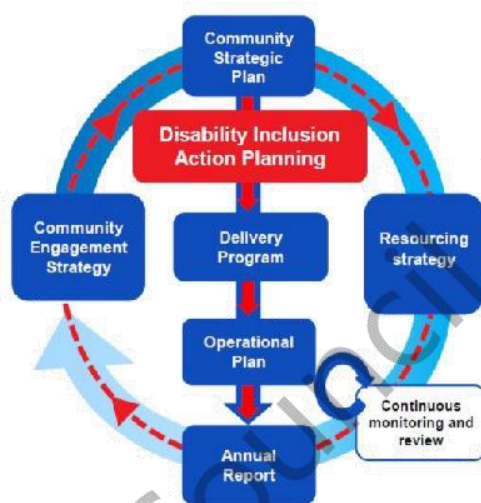 Community
Strategic
Plan
Disability Inclusion
Action Planning
Community
Engagement
Strategy
Delivery
Program
Resourcing
strategy
Operational
Plan
Continuous
monitoring and
review
Annual
Report